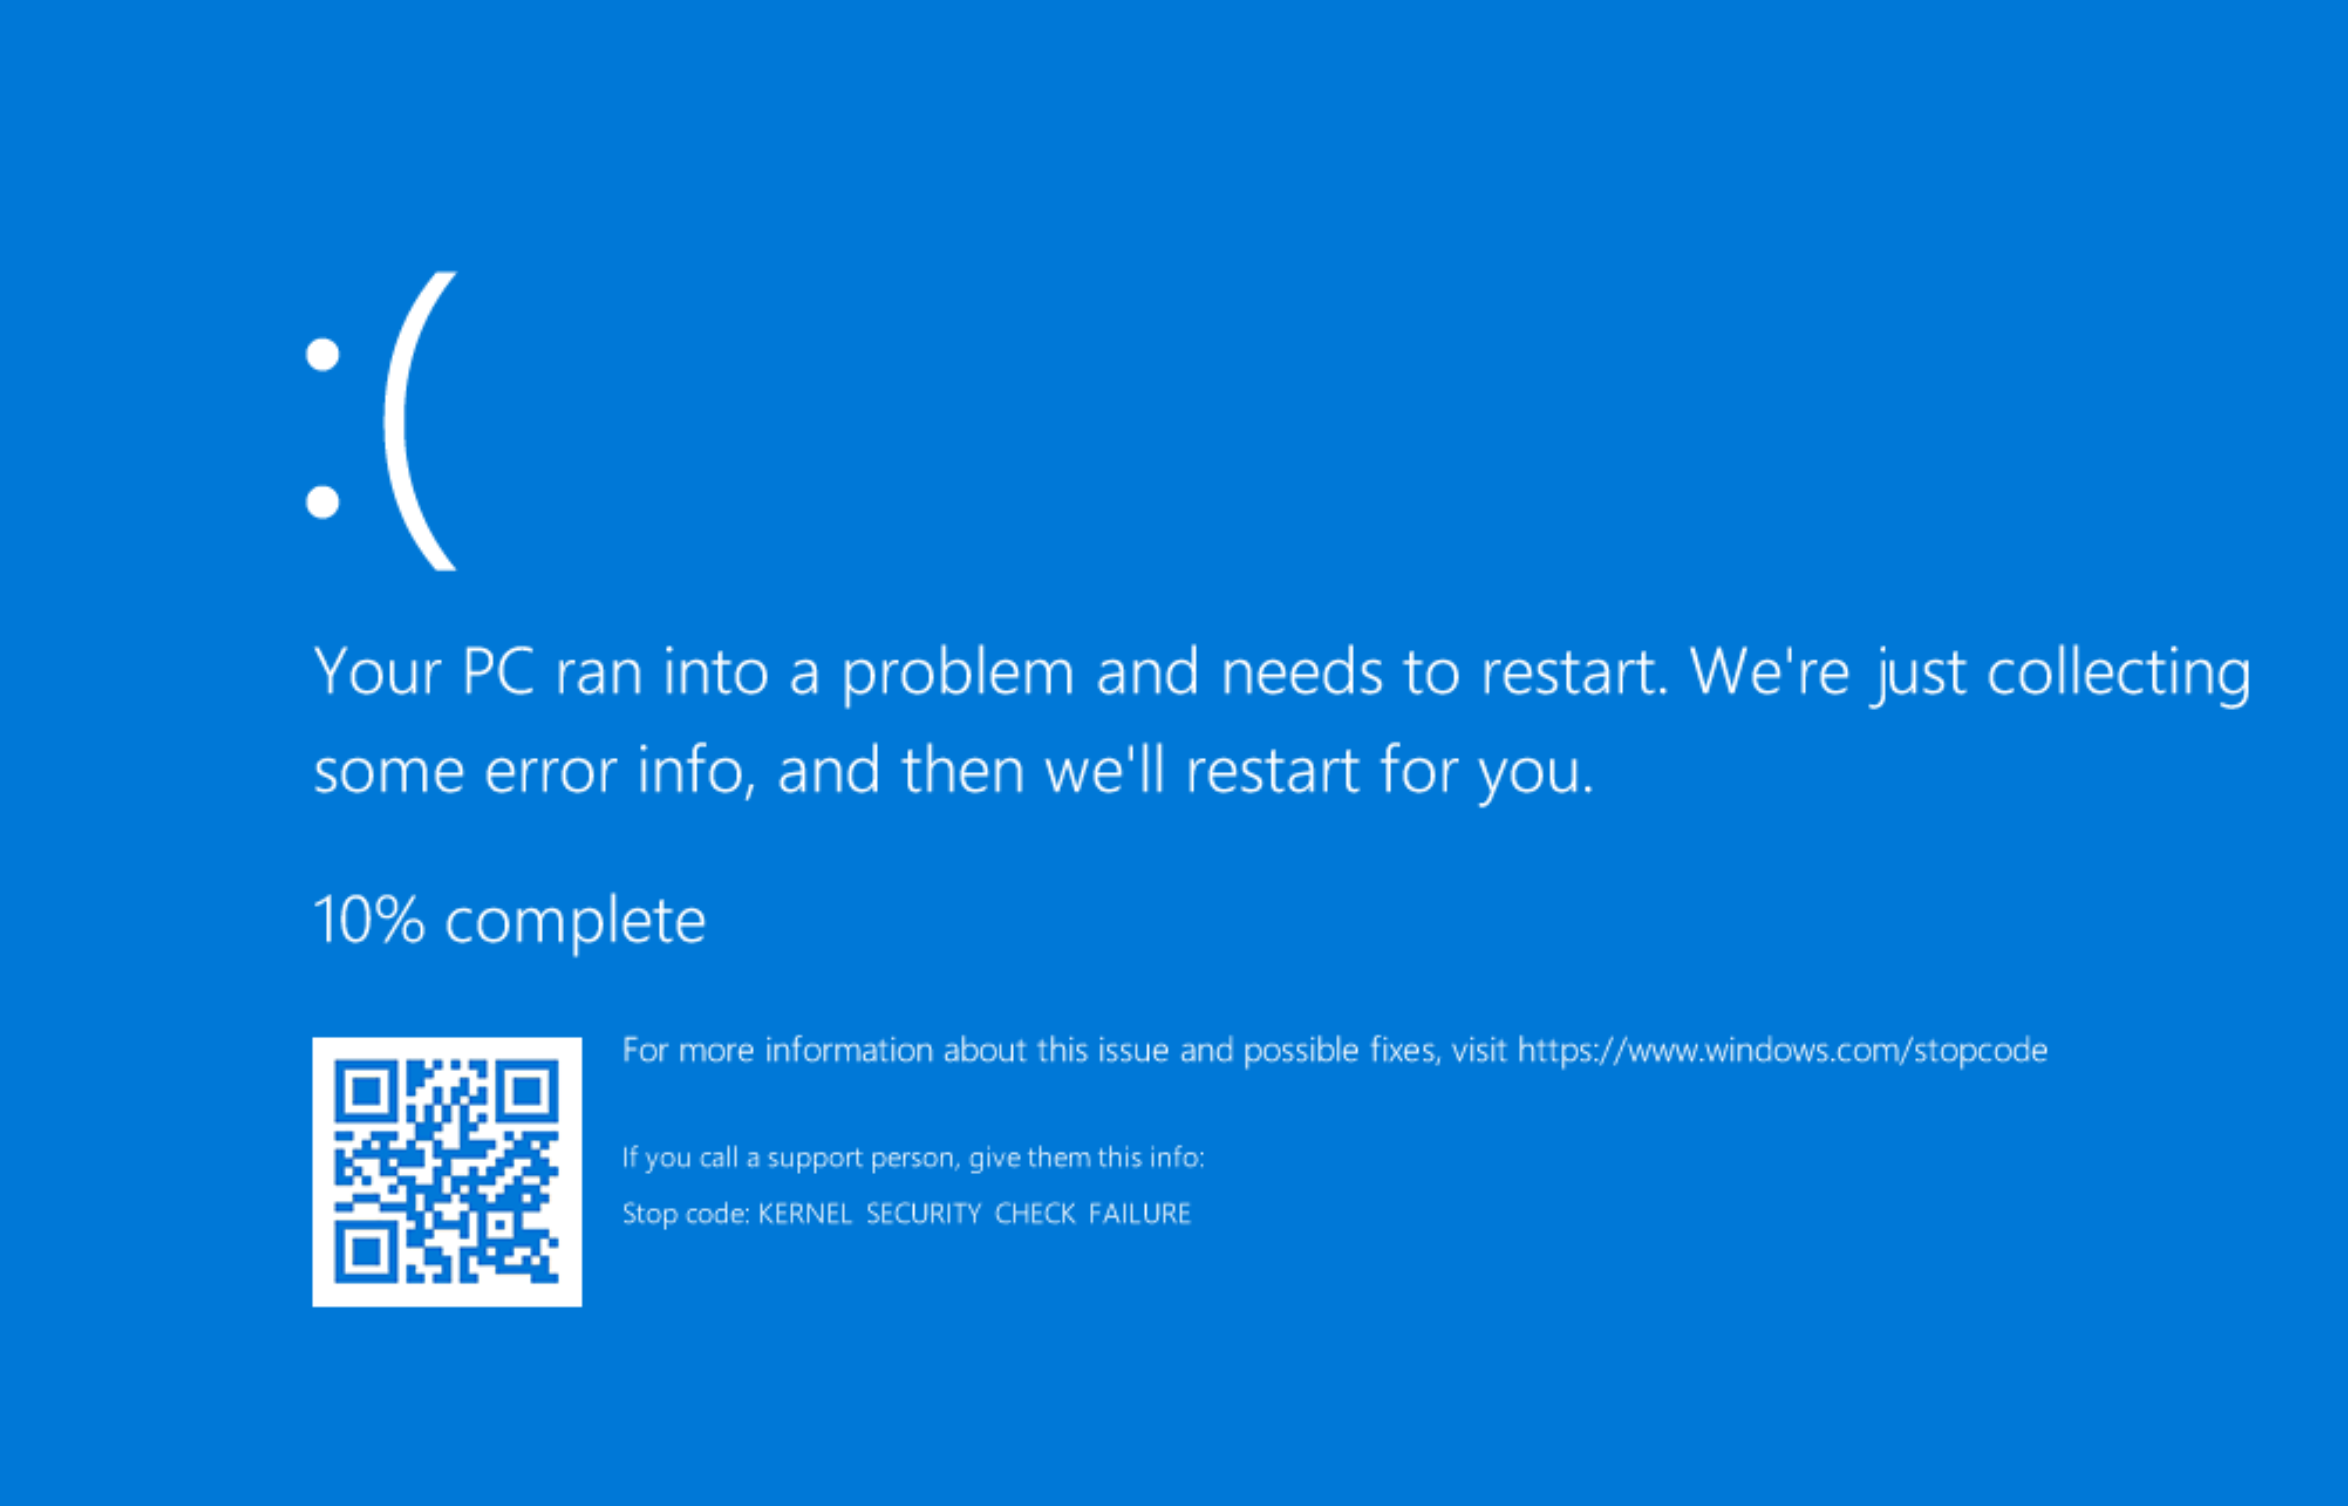 :(
Your PC ran into a problem and needs to restart. We're just collecting
some error info, and then we'll restart for you.
10% complete
For more information about this issue and possible fixes, visit https://www.windows.com/stopcode
If you call a support person, give them this info:
Stop code: KERNEL SECURITY CHECK FAILURE